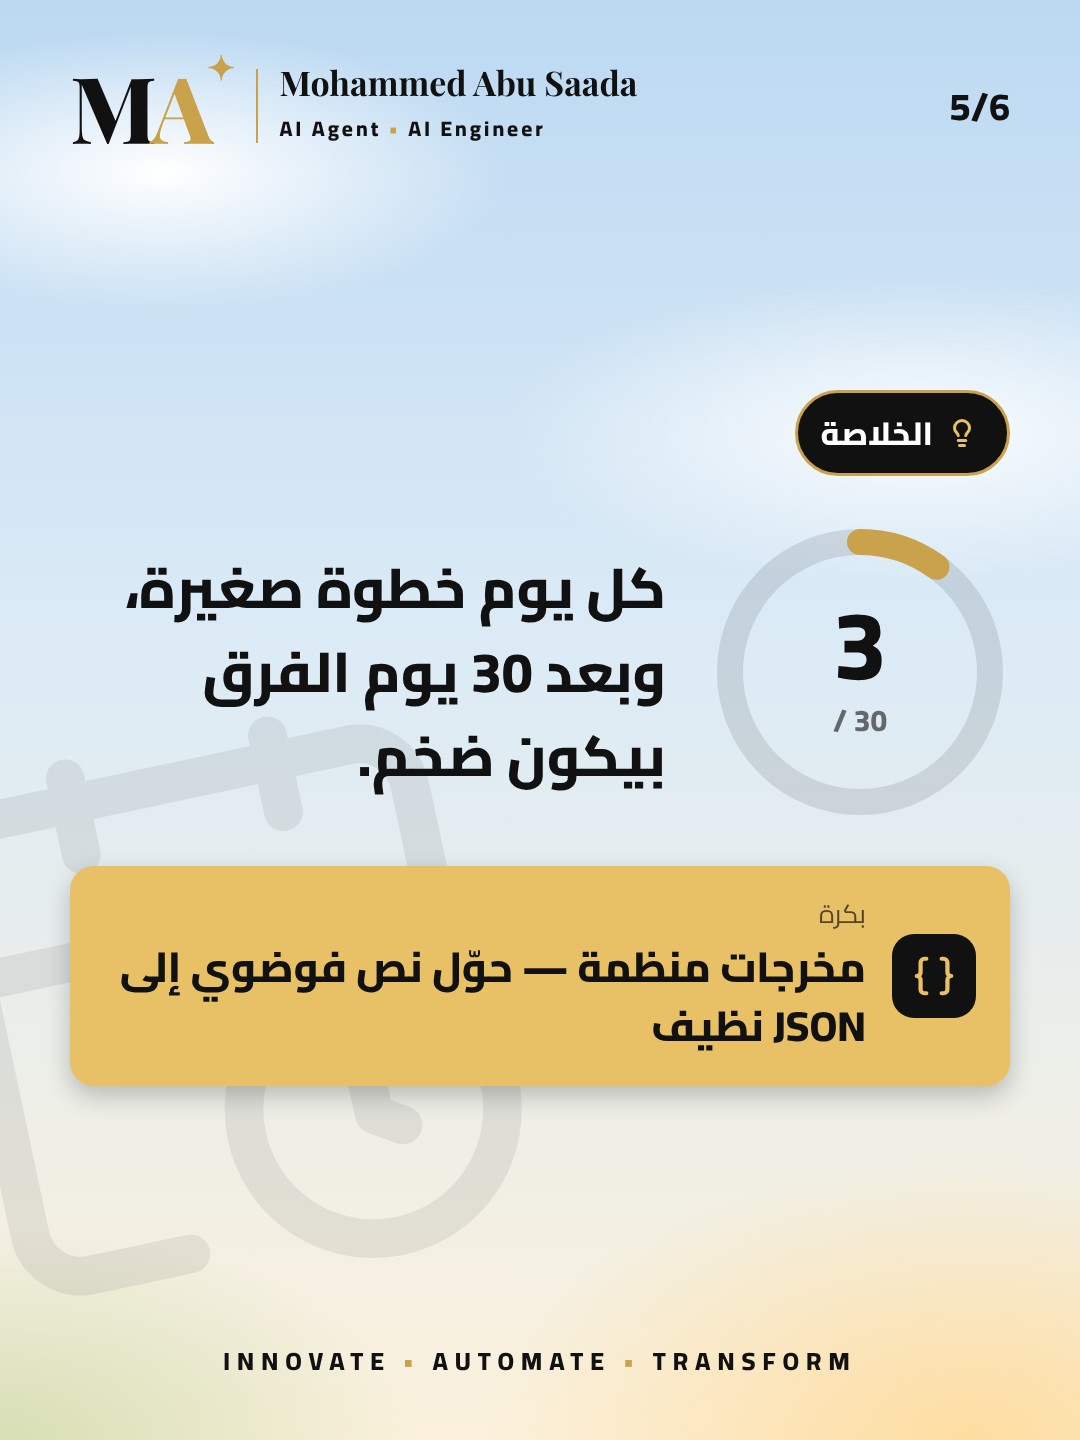 MA
Mohammed Abu Saada
AI Agent ▪ AI Engineer
5/6
الخلاصة
كل يوم خطوة صغيرة،
وبعد 30 يوم الفرق
بيكون ضخم.
3
/ 30
بكرة
مخرجات منظمة — حوّل نص فوضوي إلى
JSON نظيف
{ }
INNOVATE ▪ AUTOMATE ▪ TRANSFORM